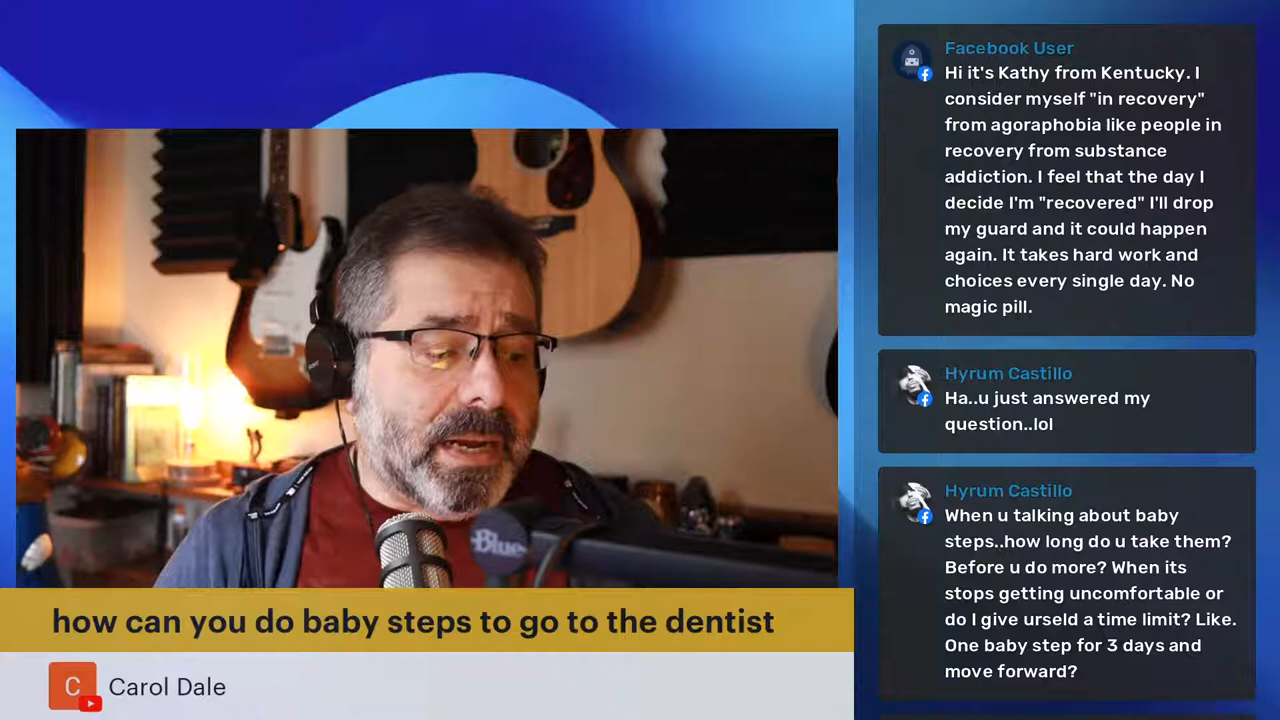 Facebook User
Hi it's Kathy from Kentucky. I
consider myself "in recovery"
from agoraphobia like people in
recovery from substance
addiction. I feel that the day I
decide I'm "recovered" I'll drop
my guard and it could happen
again. It takes hard work and
choices every single day. No
magic pill.
Hyrum Castillo
Ha..u just answered my
question..lol
Hyrum Castillo
When u talking about baby
steps..how long do u take them?
Before u do more? When its
stops getting uncomfortable or
do I give urseld a time limit? Like.
One baby step for 3 days and
move forward?
Blue
how can you do baby steps to go to the dentist
C
Carol Dale